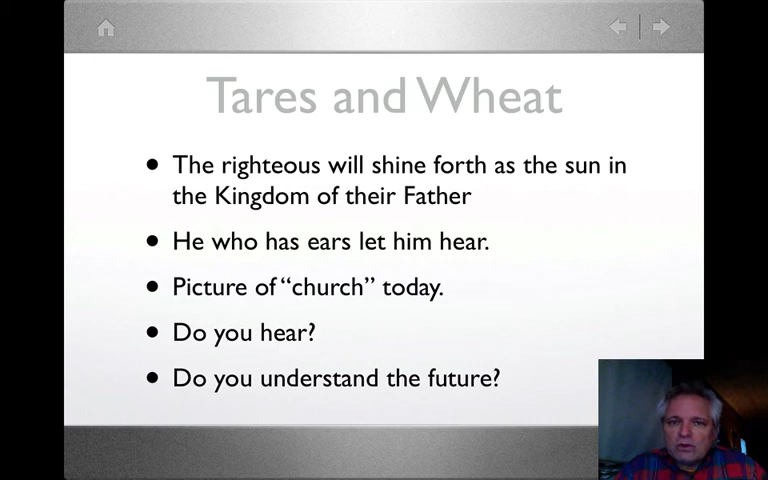 Tares and Wheat
• The righteous will shine forth as the sun in
the Kingdom of their Father
• He who has ears let him hear.
• Picture of “church” today.
• Do you hear?
• Do you understand the future?